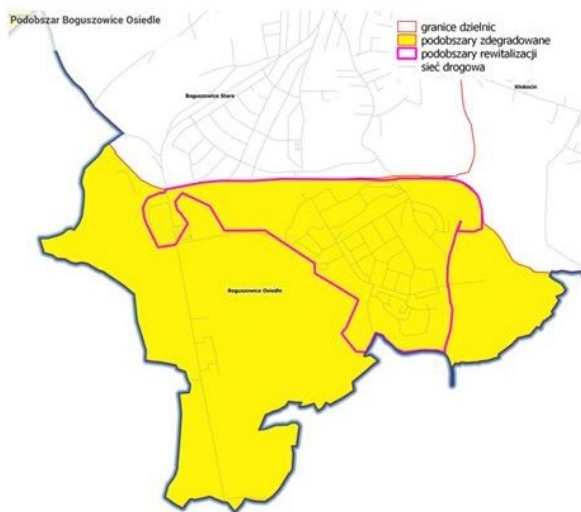 Podobszar Boguszowice Osiedle
granice dzielnic
podobszary zdegradowane
podobszary rewitalizacji
sieć drogowa
Boguszowice Stare
Kłokocin
Boguszowice Osiedle